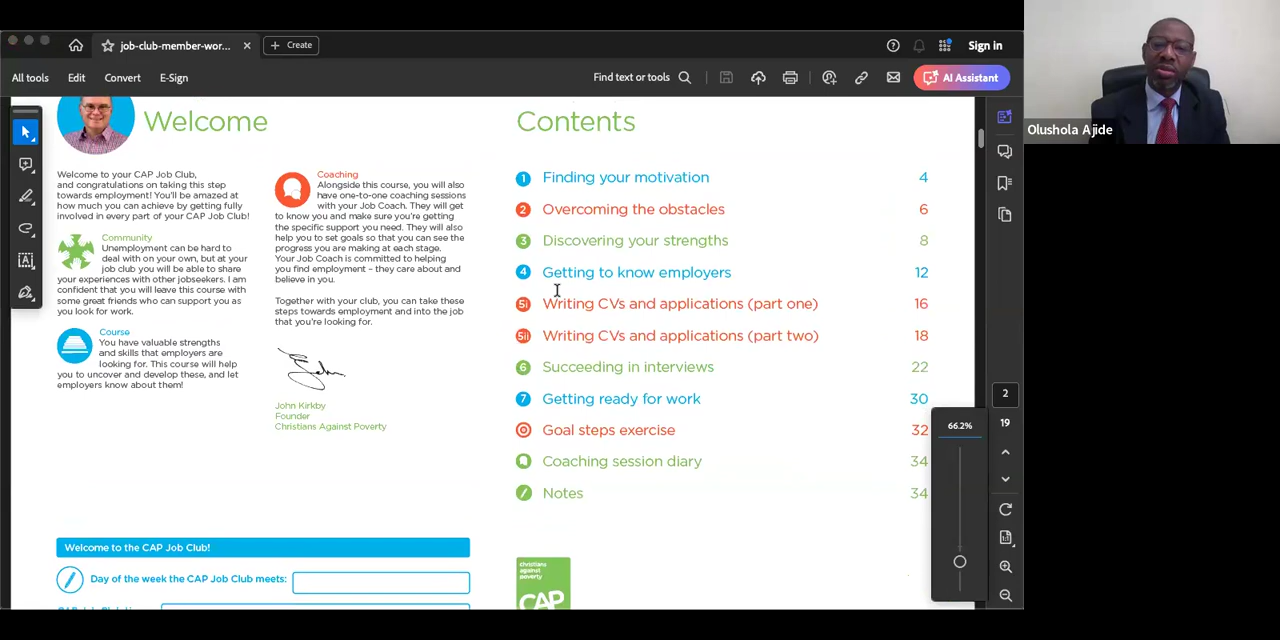 job-club-member-wor...
Create
Sign in
All tools
Edit
Convert
E-Sign
Find text or tools
AI Assistant
Olushola Ajide
Welcome
Welcome to your CAP Job Club,
and congratulations on taking this step
towards employment! You'll be amazed at
how much you can achieve by getting fully
involved in every part of your CAP Job Club!
Community
Unemployment can be hard to
deal with on your own, but at your
job club you will be able to share
your experiences with other jobseekers. I am
confident that you will leave this course with
some great friends who can support you as
you look for work.
Course
You have valuable strengths
and skills that employers are
looking for. This course will help
you to uncover and develop these, and let
employers know about them!
Coaching
Alongside this course, you will also
have one-to-one coaching sessions
with your Job Coach. They will get
to know you and make sure you're getting
the specific support you need. They will also
help you to set goals so that you can see the
progress you are making at each stage.
Your Job Coach is committed to helping
you find employment – they care about and
believe in you.
Together with your club, you can take these
steps towards employment and into the job
that you're looking for.
John Kirkby
Founder
Christians Against Poverty
Welcome to the CAP Job Club!
Day of the week the CAP Job Club meets:
Contents
1 Finding your motivation 4
2 Overcoming the obstacles 6
3 Discovering your strengths 8
4 Getting to know employers 12
5i Writing CVs and applications (part one) 16
5ii Writing CVs and applications (part two) 18
6 Succeeding in interviews 22
7 Getting ready for work 30
Goal steps exercise 32
Coaching session diary 34
Notes 34
christians
against
poverty
CAP
66.2%
2
19
1:1